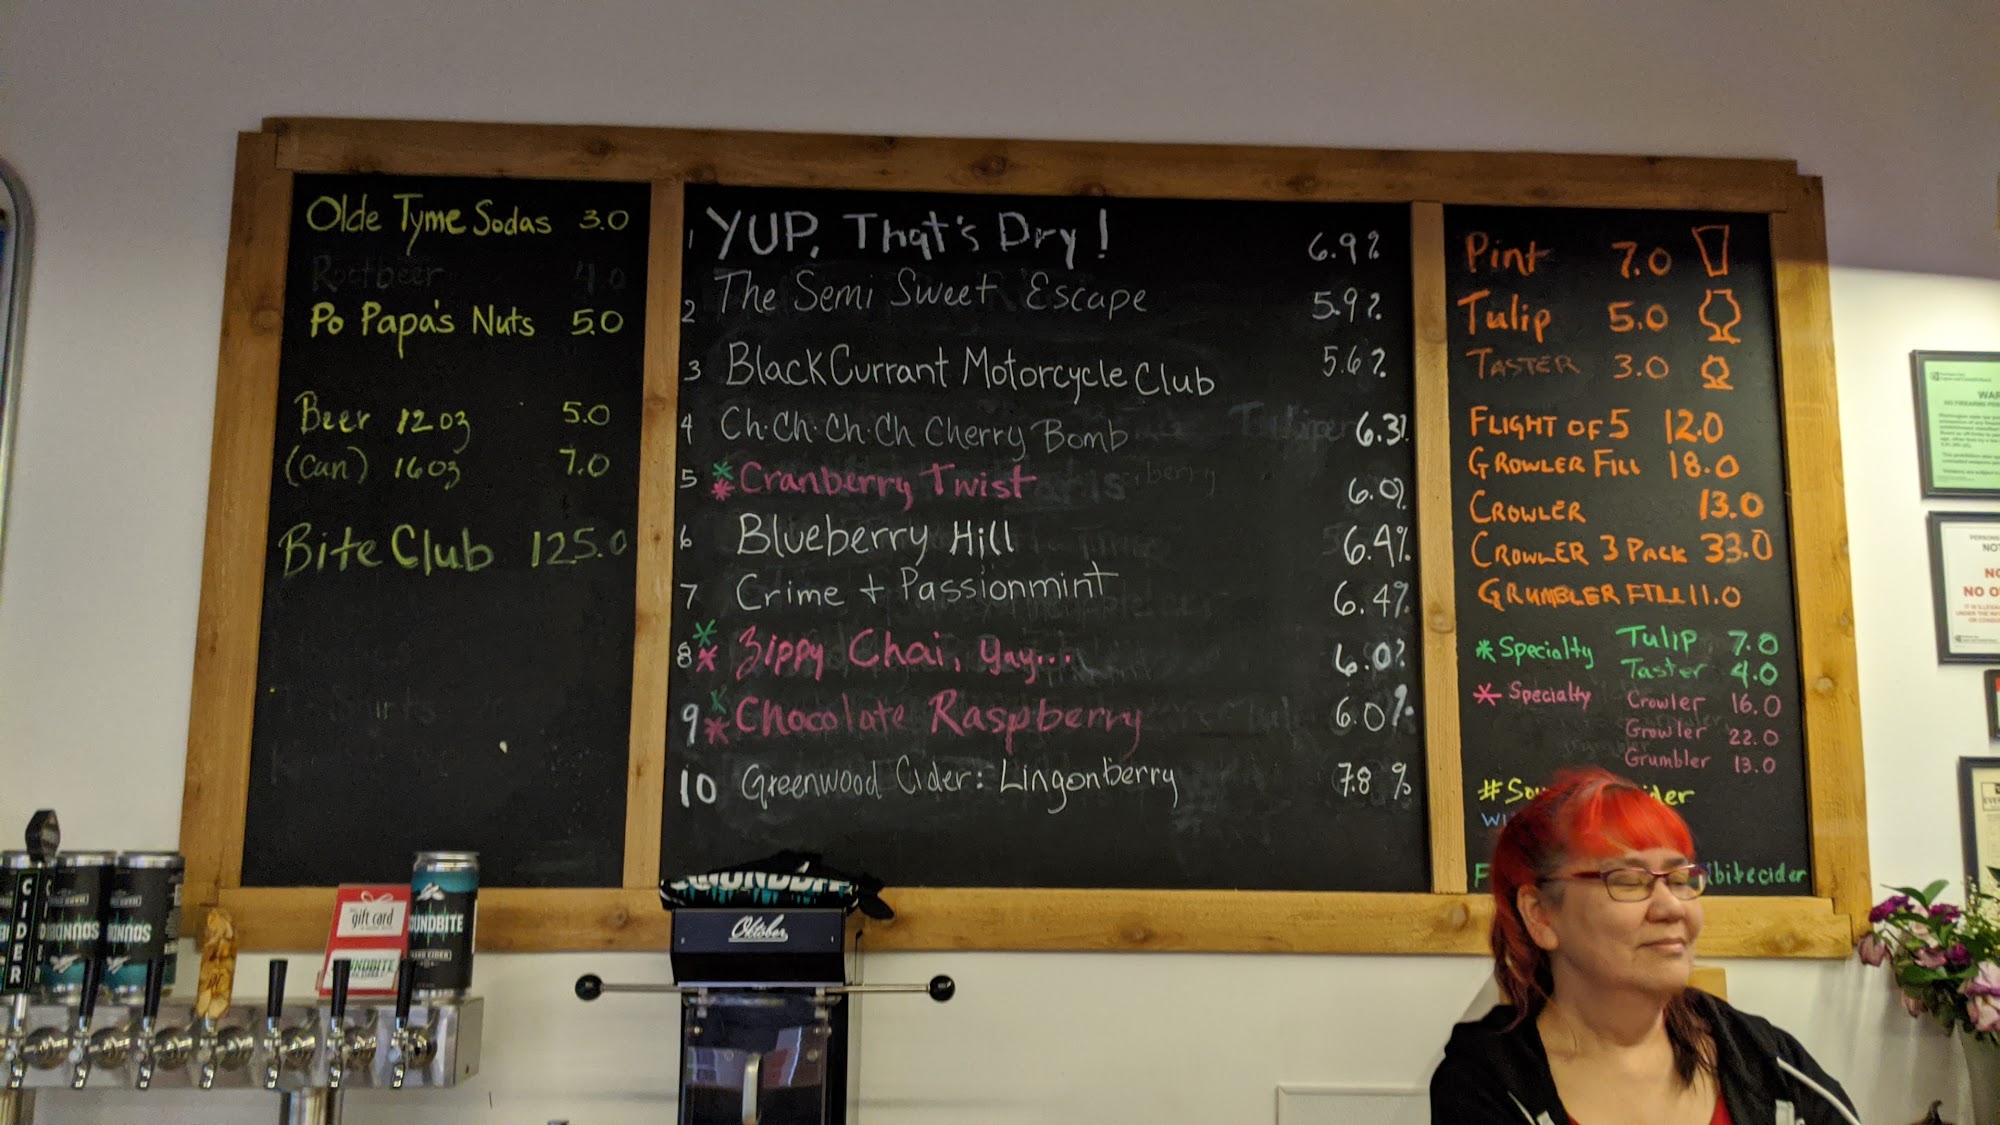 Olde Tyme Sodas 3.0
Rootbeer 4.0
Po Papa's Nuts 5.0
Beer 12oz 5.0
(Can) 16oz 7.0
Bite Club 125.0
1 YUP, That's Dry! 6.9%
2 The Semi Sweet Escape 5.9%
3 BlackCurrant Motorcycle Club 5.6%
4 Ch.Ch.Ch.Ch Cherry Bomb 6.3%
5 ** Cranberry Twist 6.0%
6 Blueberry Hill 6.4%
7 Crime + Passionmint 6.4%
8 ** Zippy Chai, Yay... 6.0%
9 ** Chocolate Raspberry 6.0%
10 Greenwood Cider: Lingonberry 7.8 %
Pint 7.0
Tulip 5.0
TASTER 3.0
FLIGHT OF 5 12.0
GROWLER FILL 18.0
CROWLER 13.0
CROWLER 3 PACK 33.0
GRUMBLER FILL 11.0
* Specialty Tulip 7.0
Taster 4.0
* Specialty Crowler 16.0
Growler 22.0
Grumbler 13.0
CIDER
gift card
SOUNDBITE
Oktober
WAR
NOT
NO